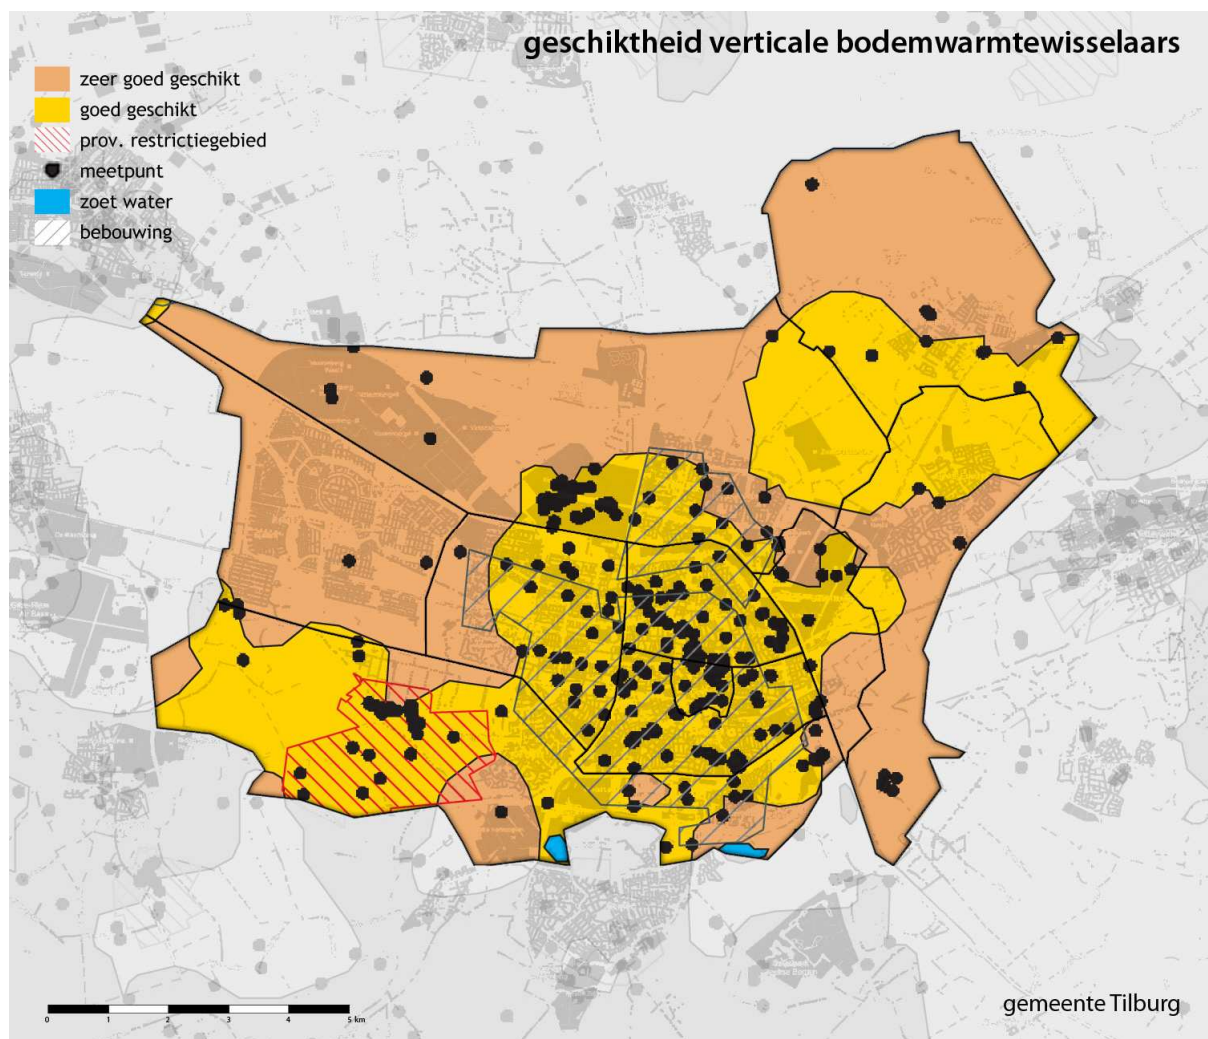 geschiktheid verticale bodemwarmtewisselaars
zeer goed geschikt
goed geschikt
prov. restrictiegebied
meetpunt
zoet water
bebouwing
gemeente Tilburg
0 1 2 3 4 5 km